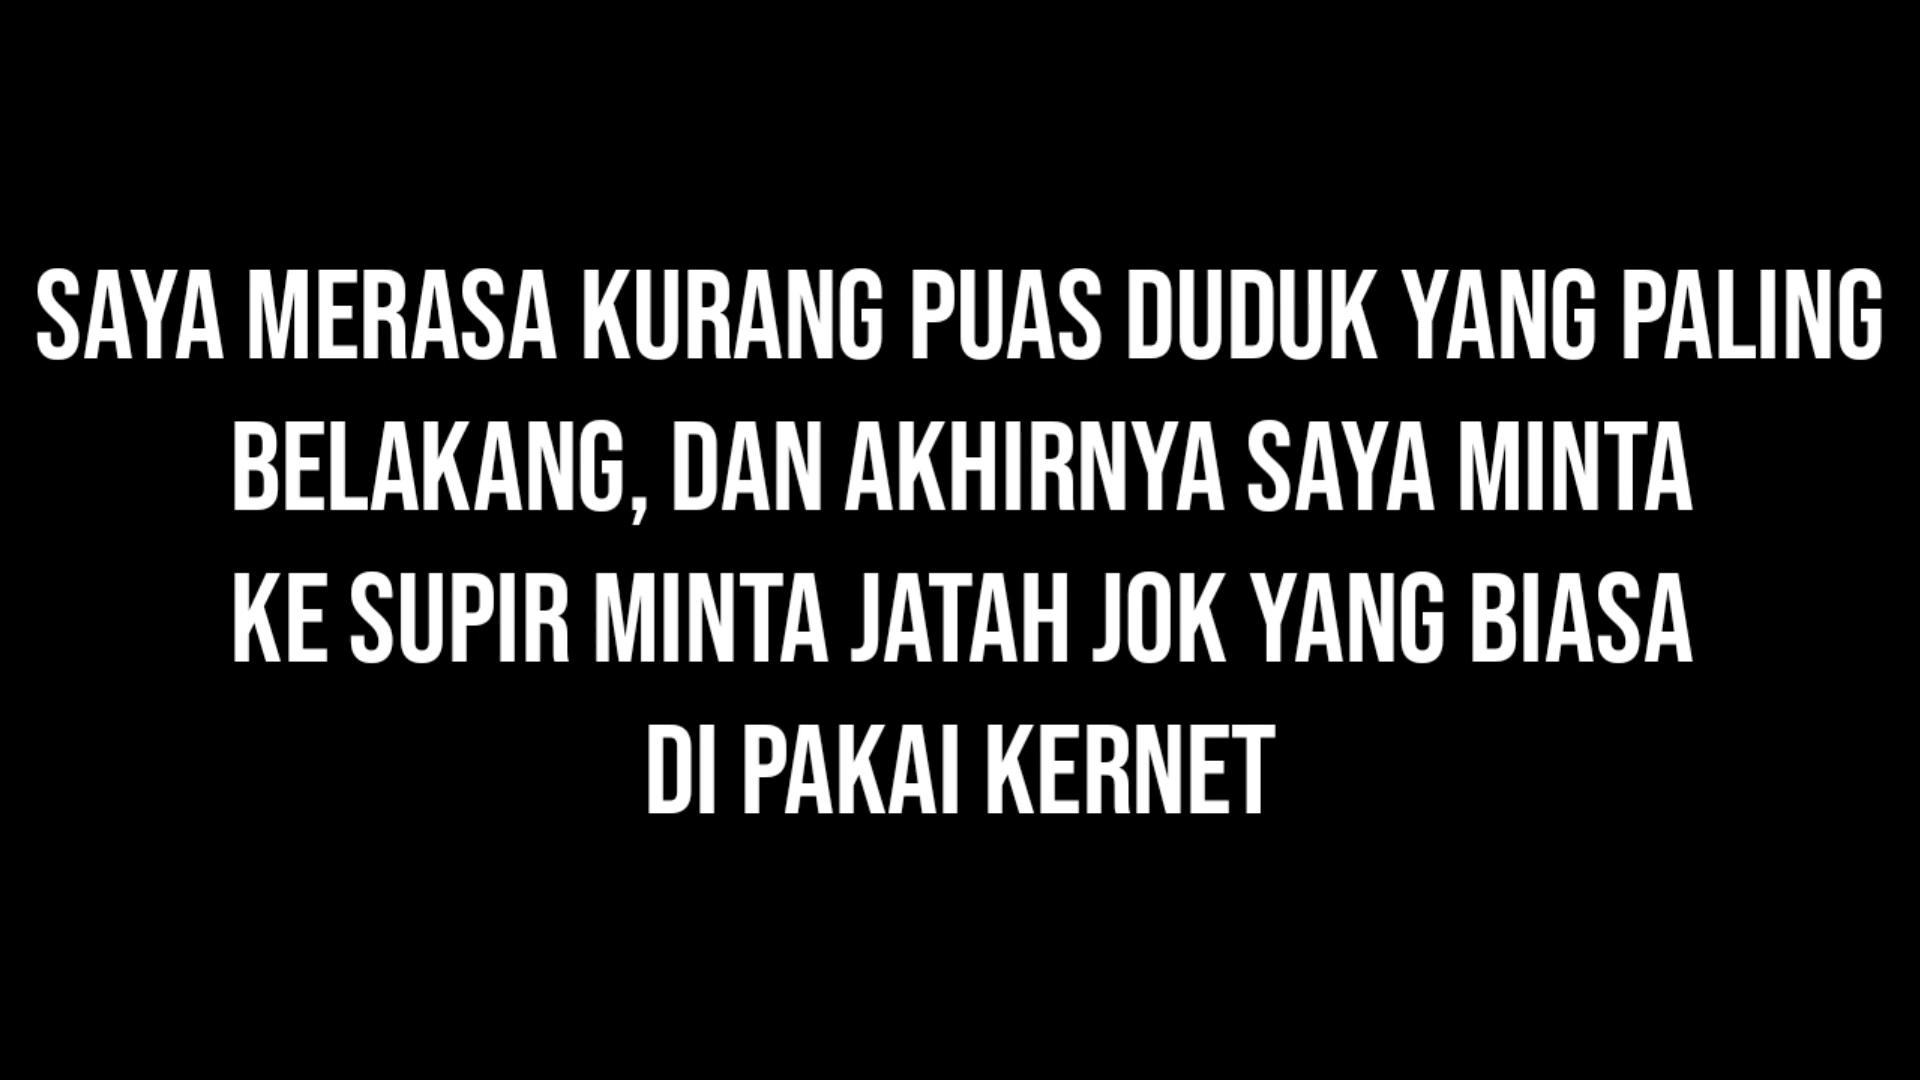 SAYA MERASA KURANG PUAS DUDUK YANG PALING
BELAKANG, DAN AKHIRNYA SAYA MINTA
KE SUPIR MINTA JATAH JOK YANG BIASA
DI PAKAI KERNET